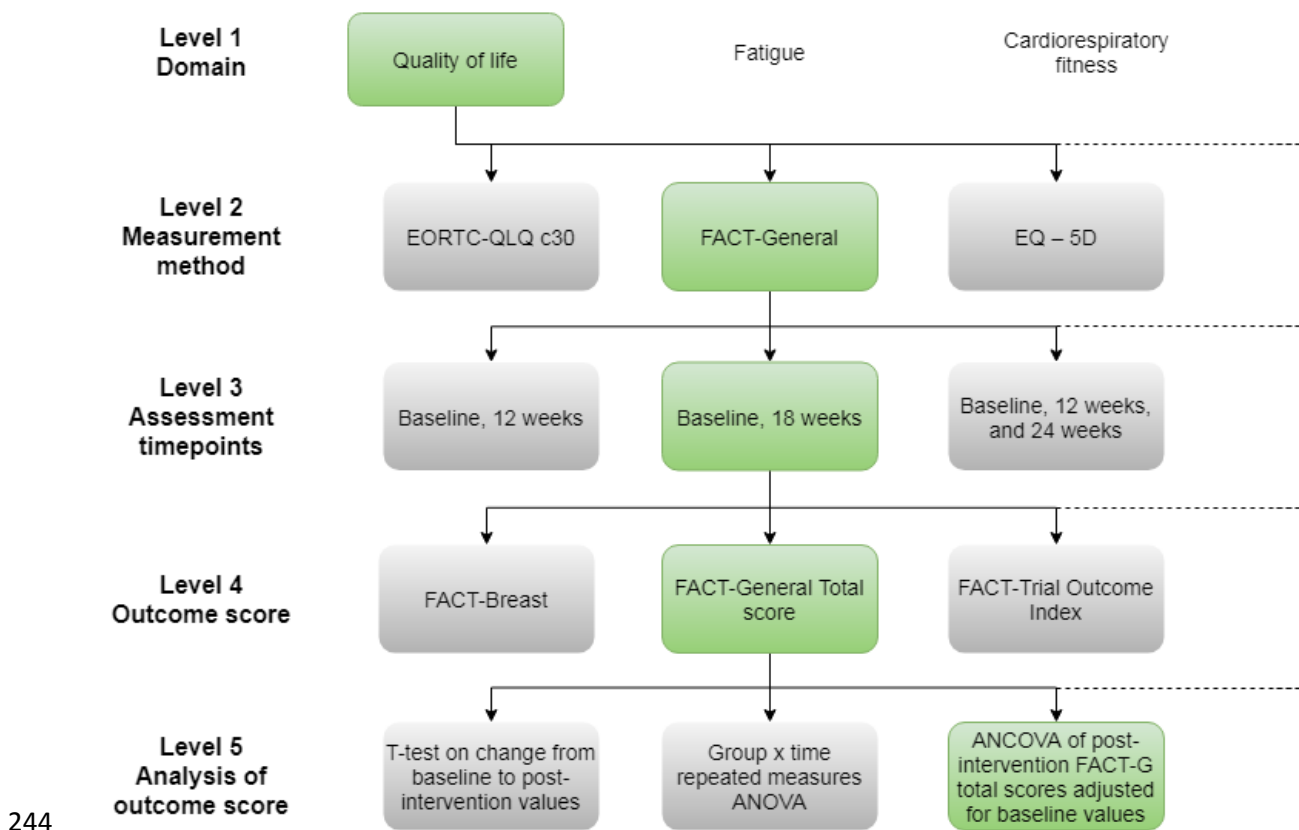 Level 1
Domain
Quality of life
Fatigue
Cardiorespiratory
fitness
Level 2
Measurement
method
EORTC-QLQ c30
FACT-General
EQ – 5D
Level 3
Assessment
timepoints
Baseline, 12 weeks
Baseline, 18 weeks
Baseline, 12 weeks,
and 24 weeks
Level 4
Outcome score
FACT-Breast
FACT-General Total
score
FACT-Trial Outcome
Index
Level 5
Analysis of
outcome score
T-test on change from
baseline to post-
intervention values
Group x time
repeated measures
ANOVA
ANCOVA of post-
intervention FACT-G
total scores adjusted
for baseline values
244